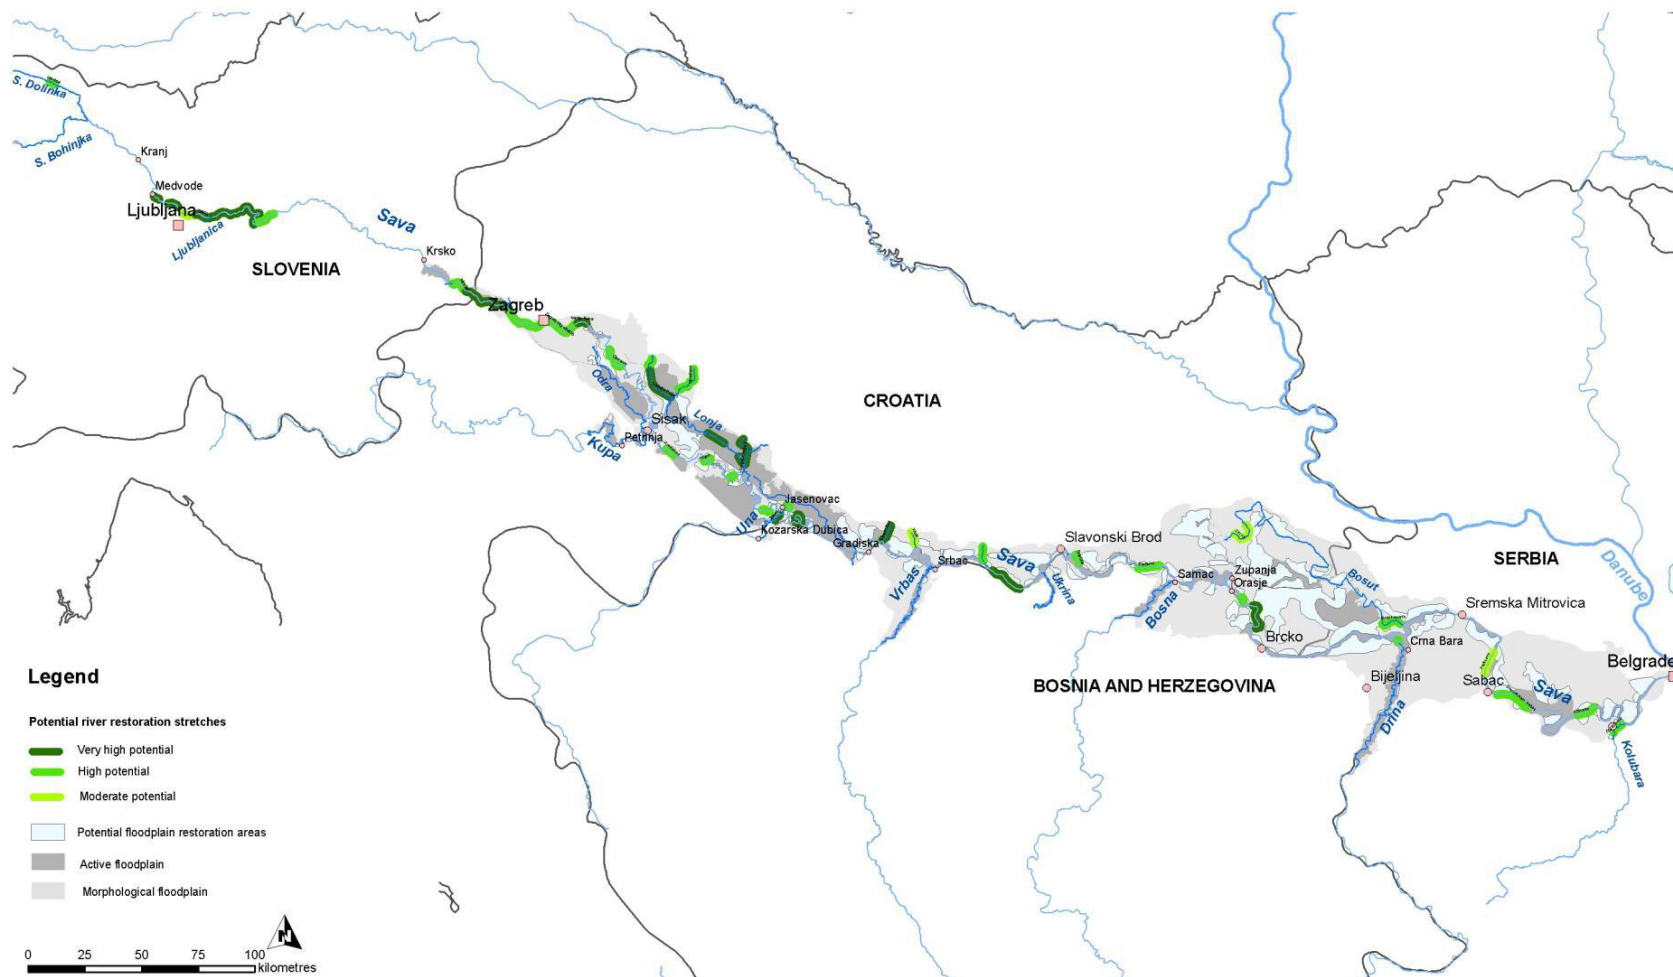 S. Dolinka
S. Bohinjka
Kranj
Medvode
Ljubljana
Ljubljanica
Sava
Krsko
SLOVENIA
Zagreb
Odra
CROATIA
Sisak
Lonja
Petrinja
Kupa
Jasenovac
Una
Kozarska Dubica
Gradiska
Vrbas
Srbac
Sava
Ukrina
Slavonski Brod
Samac
Bosna
Zupanja
Orasje
Brcko
Bosut
SERBIA
Danube
Sremska Mitrovica
Crna Bara
Bijeljina
BOSNIA AND HERZEGOVINA
Drina
Sabac
Sava
Belgrade
Kolubara
Legend
Potential river restoration stretches
Very high potential
High potential
Moderate potential
Potential floodplain restoration areas
Active floodplain
Morphological floodplain
N
0 25 50 75 100
kilometres